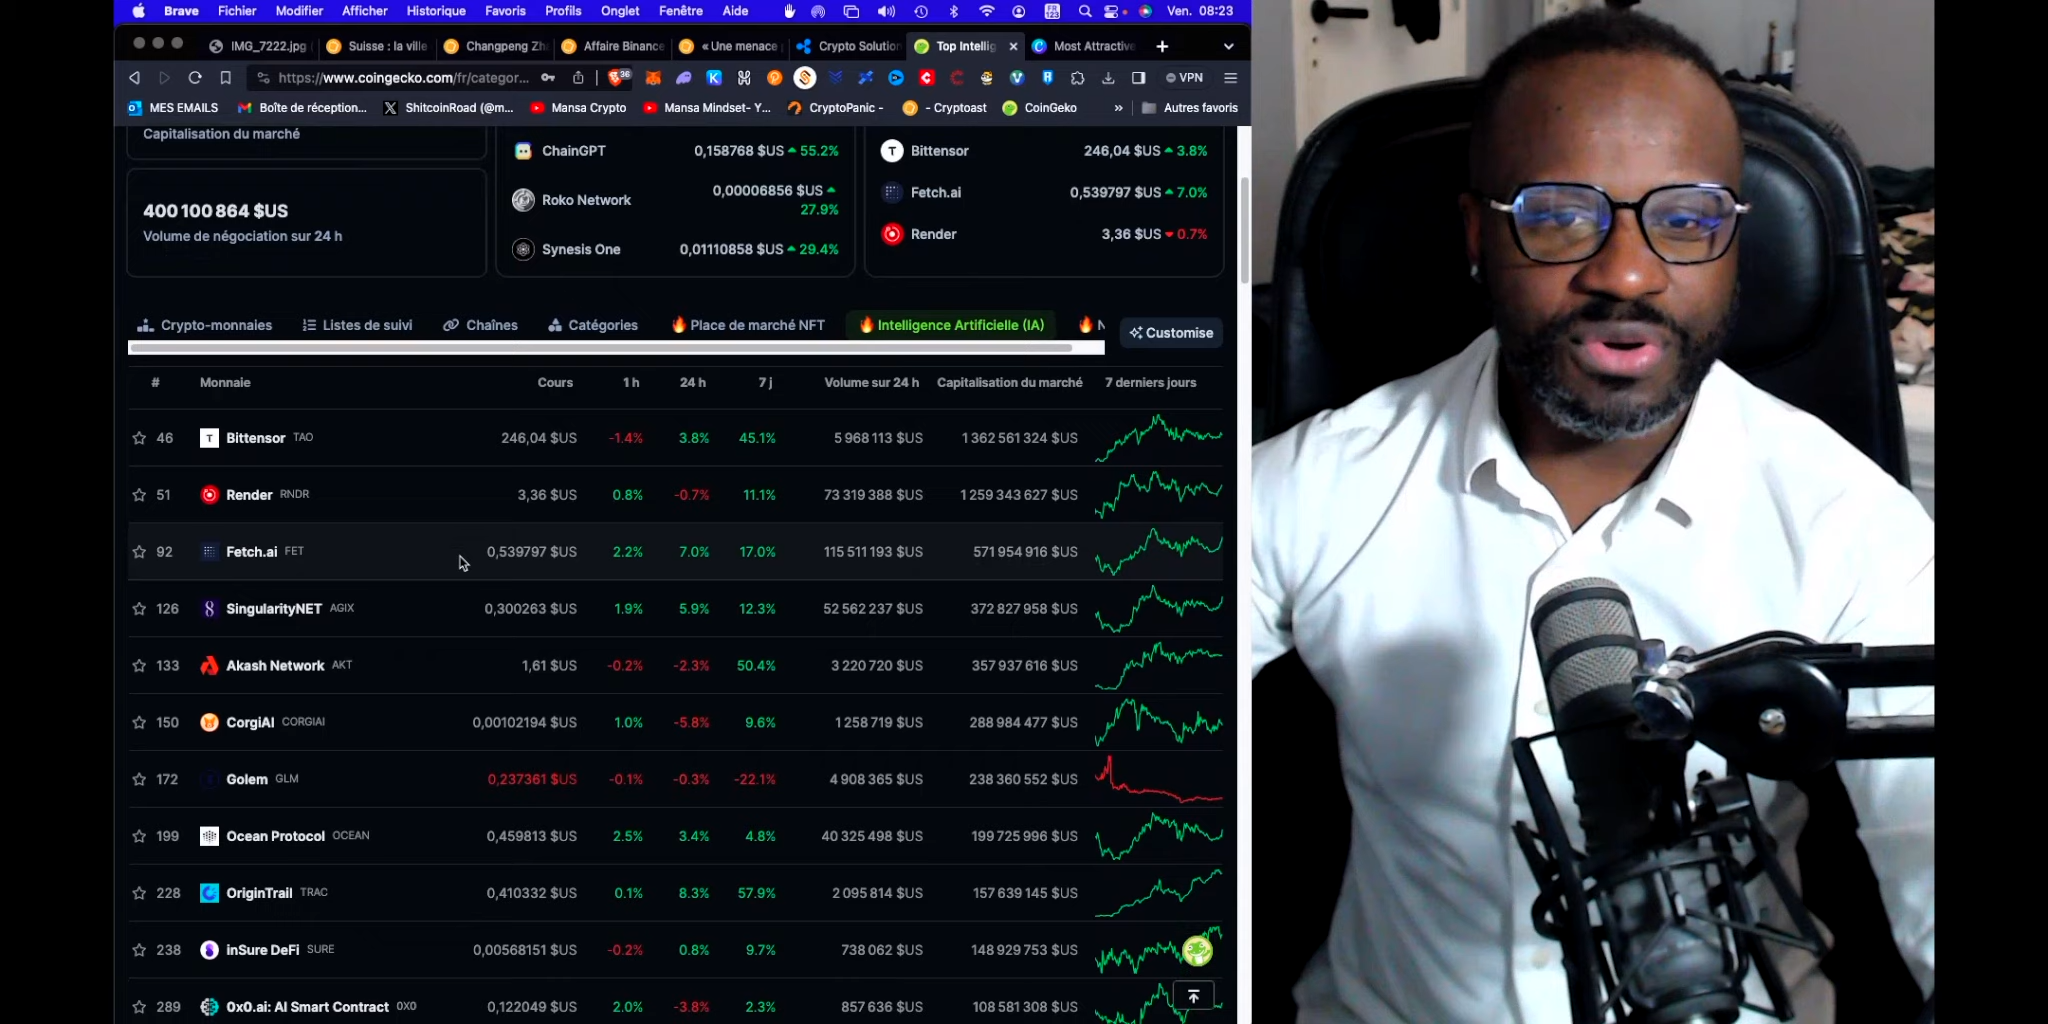 Brave Fichier Modifier Afficher Historique Favoris Profils Onglet Fenêtre Aide FR 123 Ven. 08:23
IMG_7222.jpg Suisse : la ville Changpeng Zh Affaire Binance « Une menace Crypto Solution Top Intellig Most Attractive
https://www.coingecko.com/fr/categor... 36 VPN
MES EMAILS Boîte de réception... ShitcoinRoad (@m... Mansa Crypto Mansa Mindset- Y... CryptoPanic - - Cryptoast CoinGeko » Autres favoris
Capitalisation du marché
400 100 864 $US
Volume de négociation sur 24 h
ChainGPT 0,158768 $US 55.2%
Roko Network 0,00006856 $US
27.9%
Synesis One 0,01110858 $US 29.4%
Bittensor 246,04 $US 3.8%
Fetch.ai 0,539797 $US 7.0%
Render 3,36 $US 0.7%
Crypto-monnaies Listes de suivi Chaînes Catégories Place de marché NFT Intelligence Artificielle (IA) N Customise
# Monnaie Cours 1 h 24 h 7 j Volume sur 24 h Capitalisation du marché 7 derniers jours
46 Bittensor TAO 246,04 $US -1.4% 3.8% 45.1% 5 968 113 $US 1 362 561 324 $US
51 Render RNDR 3,36 $US 0.8% -0.7% 11.1% 73 319 388 $US 1 259 343 627 $US
92 Fetch.ai FET 0,539797 $US 2.2% 7.0% 17.0% 115 511 193 $US 571 954 916 $US
126 SingularityNET AGIX 0,300263 $US 1.9% 5.9% 12.3% 52 562 237 $US 372 827 958 $US
133 Akash Network AKT 1,61 $US -0.2% -2.3% 50.4% 3 220 720 $US 357 937 616 $US
150 CorgiAI CORGIAI 0,00102194 $US 1.0% -5.8% 9.6% 1 258 719 $US 288 984 477 $US
172 Golem GLM 0,237361 $US -0.1% -0.3% -22.1% 4 908 365 $US 238 360 552 $US
199 Ocean Protocol OCEAN 0,459813 $US 2.5% 3.4% 4.8% 40 325 498 $US 199 725 996 $US
228 OriginTrail TRAC 0,410332 $US 0.1% 8.3% 57.9% 2 095 814 $US 157 639 145 $US
238 inSure DeFi SURE 0,00568151 $US -0.2% 0.8% 9.7% 738 062 $US 148 929 753 $US
289 0x0.ai: AI Smart Contract 0X0 0,122049 $US 2.0% -3.8% 2.3% 857 636 $US 108 581 308 $US